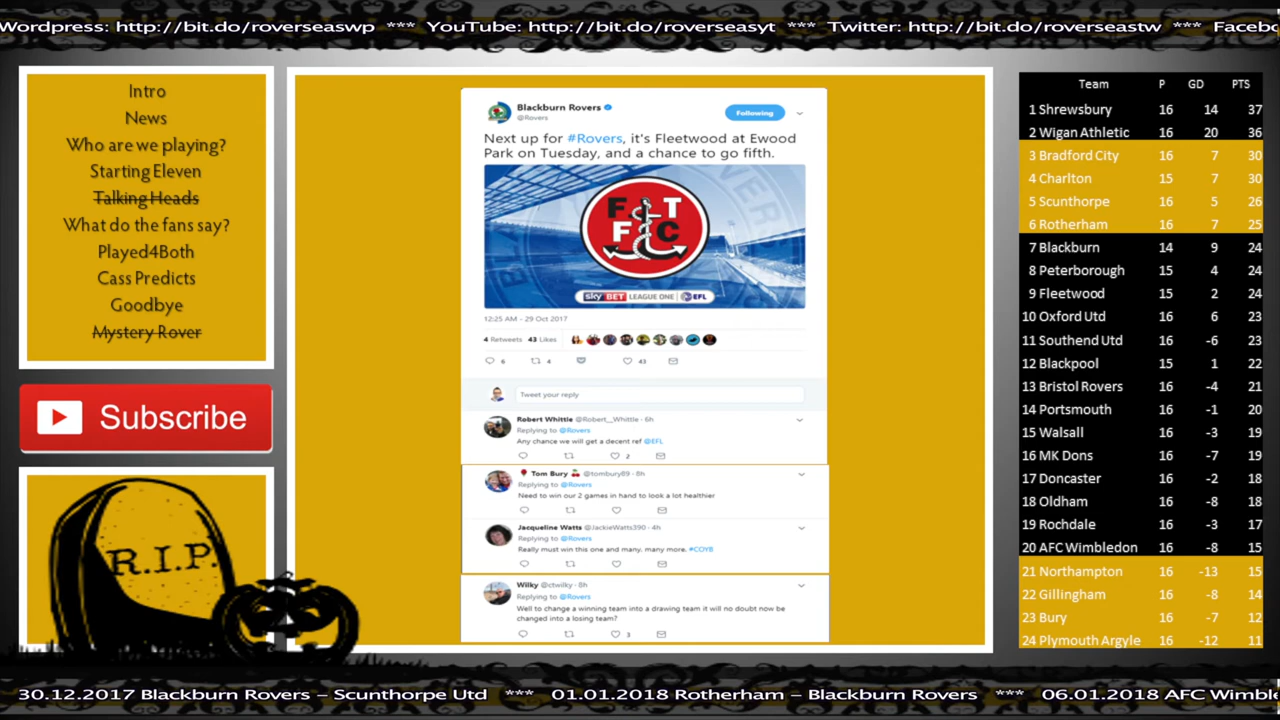 Wordpress: http://bit.do/roverseaswp *** YouTube: http://bit.do/roverseasyt *** Twitter: http://bit.do/roverseastw *** Facebo
Intro
News
Who are we playing?
Starting Eleven
Talking Heads
What do the fans say?
Played4Both
Cass Predicts
Goodbye
Mystery Rover
Subscribe
R.I.P.
Blackburn Rovers
@Rovers
Following
Next up for #Rovers, it's Fleetwood at Ewood
Park on Tuesday, and a chance to go fifth.
F T
F C
sky BET LEAGUE ONE EFL
12:25 AM - 29 Oct 2017
4 Retweets 43 Likes
6 4 43
Tweet your reply
Robert Whittle @Robert__Whittle · 6h
Replying to @Rovers
Any chance we will get a decent ref @EFL
2
Tom Bury @tombury89 · 8h
Replying to @Rovers
Need to win our 2 games in hand to look a lot healthier
Jacqueline Watts @JackieWatts390 · 4h
Replying to @Rovers
Really must win this one and many, many more. #COYB
Wilky @ctwilky · 8h
Replying to @Rovers
Well to change a winning team into a drawing team it will no doubt now be
changed into a losing team?
3
Team P GD PTS
1 Shrewsbury 16 14 37
2 Wigan Athletic 16 20 36
3 Bradford City 16 7 30
4 Charlton 15 7 30
5 Scunthorpe 16 5 26
6 Rotherham 16 7 25
7 Blackburn 14 9 24
8 Peterborough 15 4 24
9 Fleetwood 15 2 24
10 Oxford Utd 16 6 23
11 Southend Utd 16 -6 23
12 Blackpool 15 1 22
13 Bristol Rovers 16 -4 21
14 Portsmouth 16 -1 20
15 Walsall 16 -3 19
16 MK Dons 16 -7 19
17 Doncaster 16 -2 18
18 Oldham 16 -8 18
19 Rochdale 16 -3 17
20 AFC Wimbledon 16 -8 15
21 Northampton 16 -13 15
22 Gillingham 16 -8 14
23 Bury 16 -7 12
24 Plymouth Argyle 16 -12 11
30.12.2017 Blackburn Rovers – Scunthorpe Utd *** 01.01.2018 Rotherham – Blackburn Rovers *** 06.01.2018 AFC Wimble